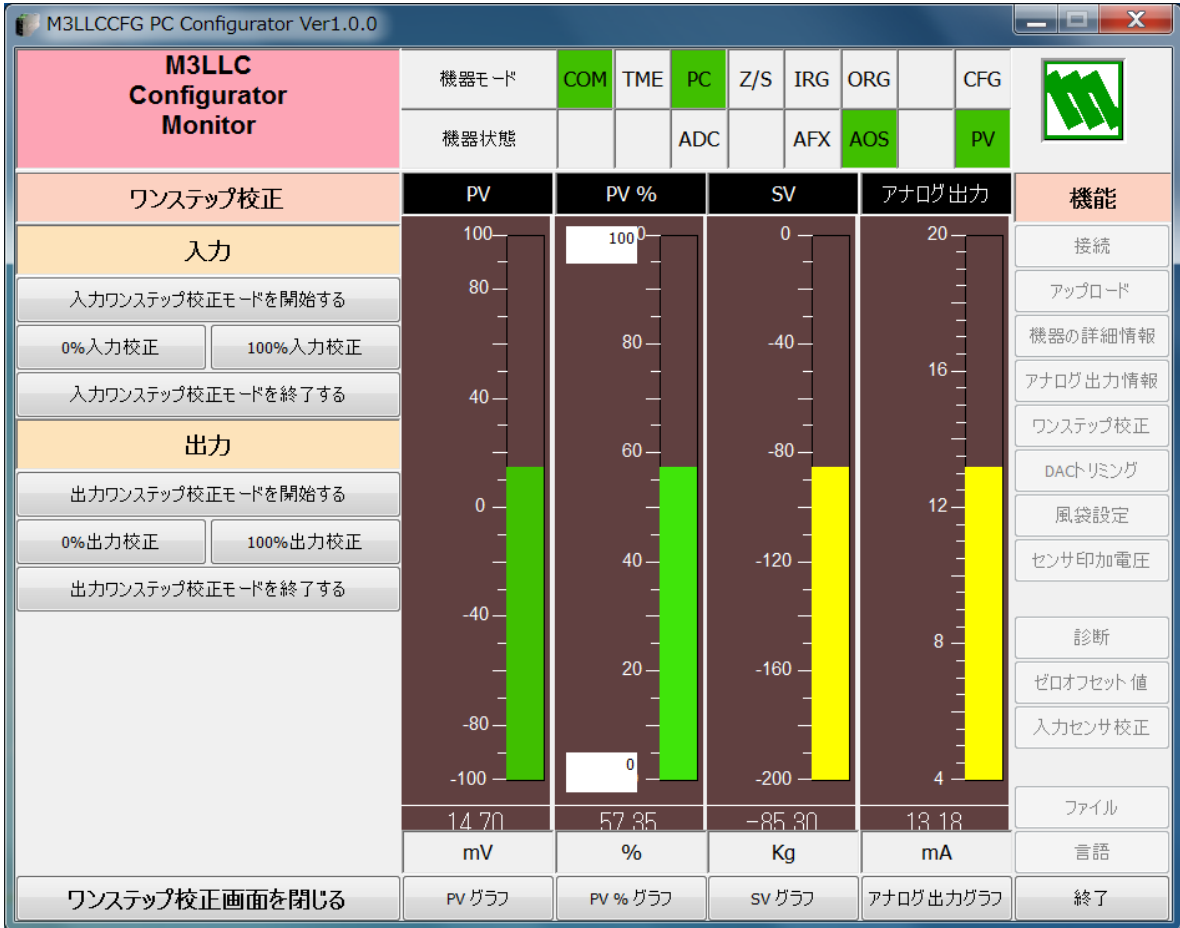 M3LLCCFG PC Configurator Ver1.0.0
M3LLC
Configurator
Monitor
機器モード COM TME PC Z/S IRG ORG CFG
機器状態 ADC AFX AOS PV
ワンステップ校正
入力
入力ワンステップ校正モードを開始する
0%入力校正 100%入力校正
入力ワンステップ校正モードを終了する
出力
出力ワンステップ校正モードを開始する
0%出力校正 100%出力校正
出力ワンステップ校正モードを終了する
ワンステップ校正画面を閉じる
PV
100
80
40
0
-40
-80
-100
14.70
mV
PV グラフ
PV %
100
80
60
40
20
0
57.35
%
PV % グラフ
SV
0
-40
-80
-120
-160
-200
-85.30
Kg
SV グラフ
アナログ出力
20
16
12
8
4
13.18
mA
アナログ出力グラフ
機能
接続
アップロード
機器の詳細情報
アナログ出力情報
ワンステップ校正
DACトリミング
風袋設定
センサ印加電圧
診断
ゼロオフセット値
入力センサ校正
ファイル
言語
終了